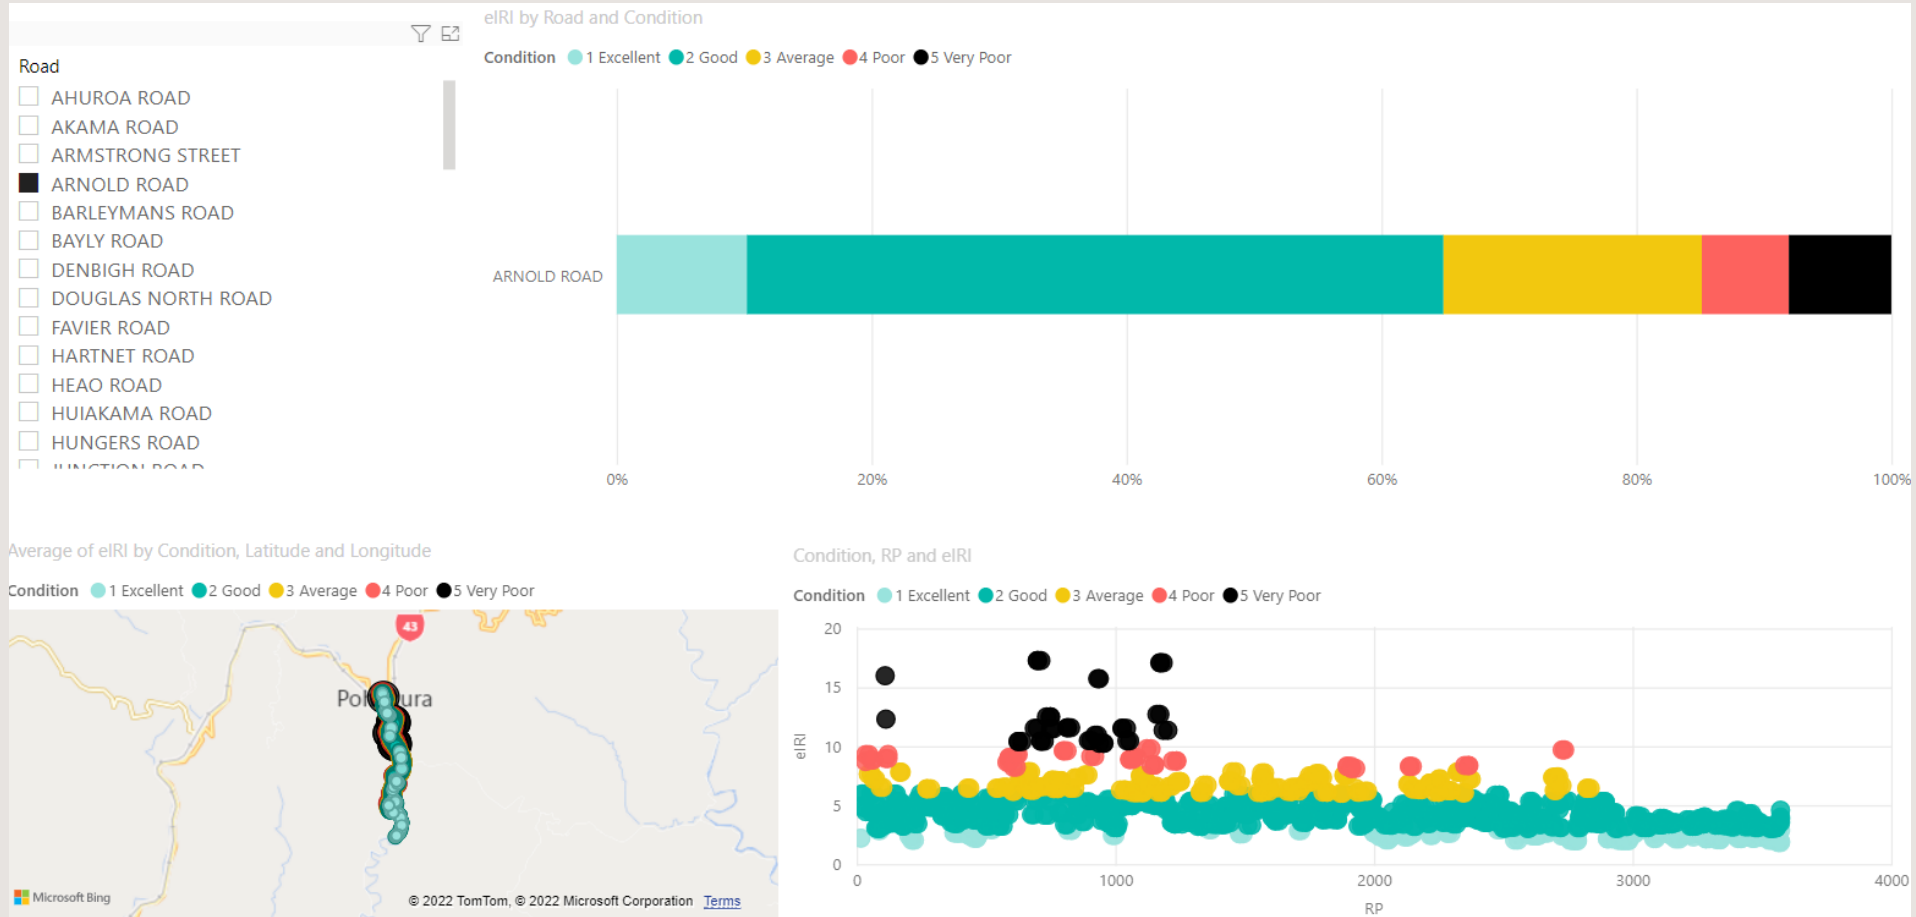 Road
AHUROA ROAD
AKAMA ROAD
ARMSTRONG STREET
ARNOLD ROAD
BARLEYMANS ROAD
BAYLY ROAD
DENBIGH ROAD
DOUGLAS NORTH ROAD
FAVIER ROAD
HARTNET ROAD
HEAO ROAD
HUIAKAMA ROAD
HUNGERS ROAD
JUNCTION ROAD
eIRI by Road and Condition
Condition 1 Excellent 2 Good 3 Average 4 Poor 5 Very Poor
ARNOLD ROAD
0% 20% 40% 60% 80% 100%
Average of eIRI by Condition, Latitude and Longitude
Condition 1 Excellent 2 Good 3 Average 4 Poor 5 Very Poor
43
Microsoft Bing
© 2022 TomTom, © 2022 Microsoft Corporation Terms
Condition, RP and eIRI
Condition 1 Excellent 2 Good 3 Average 4 Poor 5 Very Poor
20
15
10
5
0
eIRI
0 1000 2000 3000 4000
RP